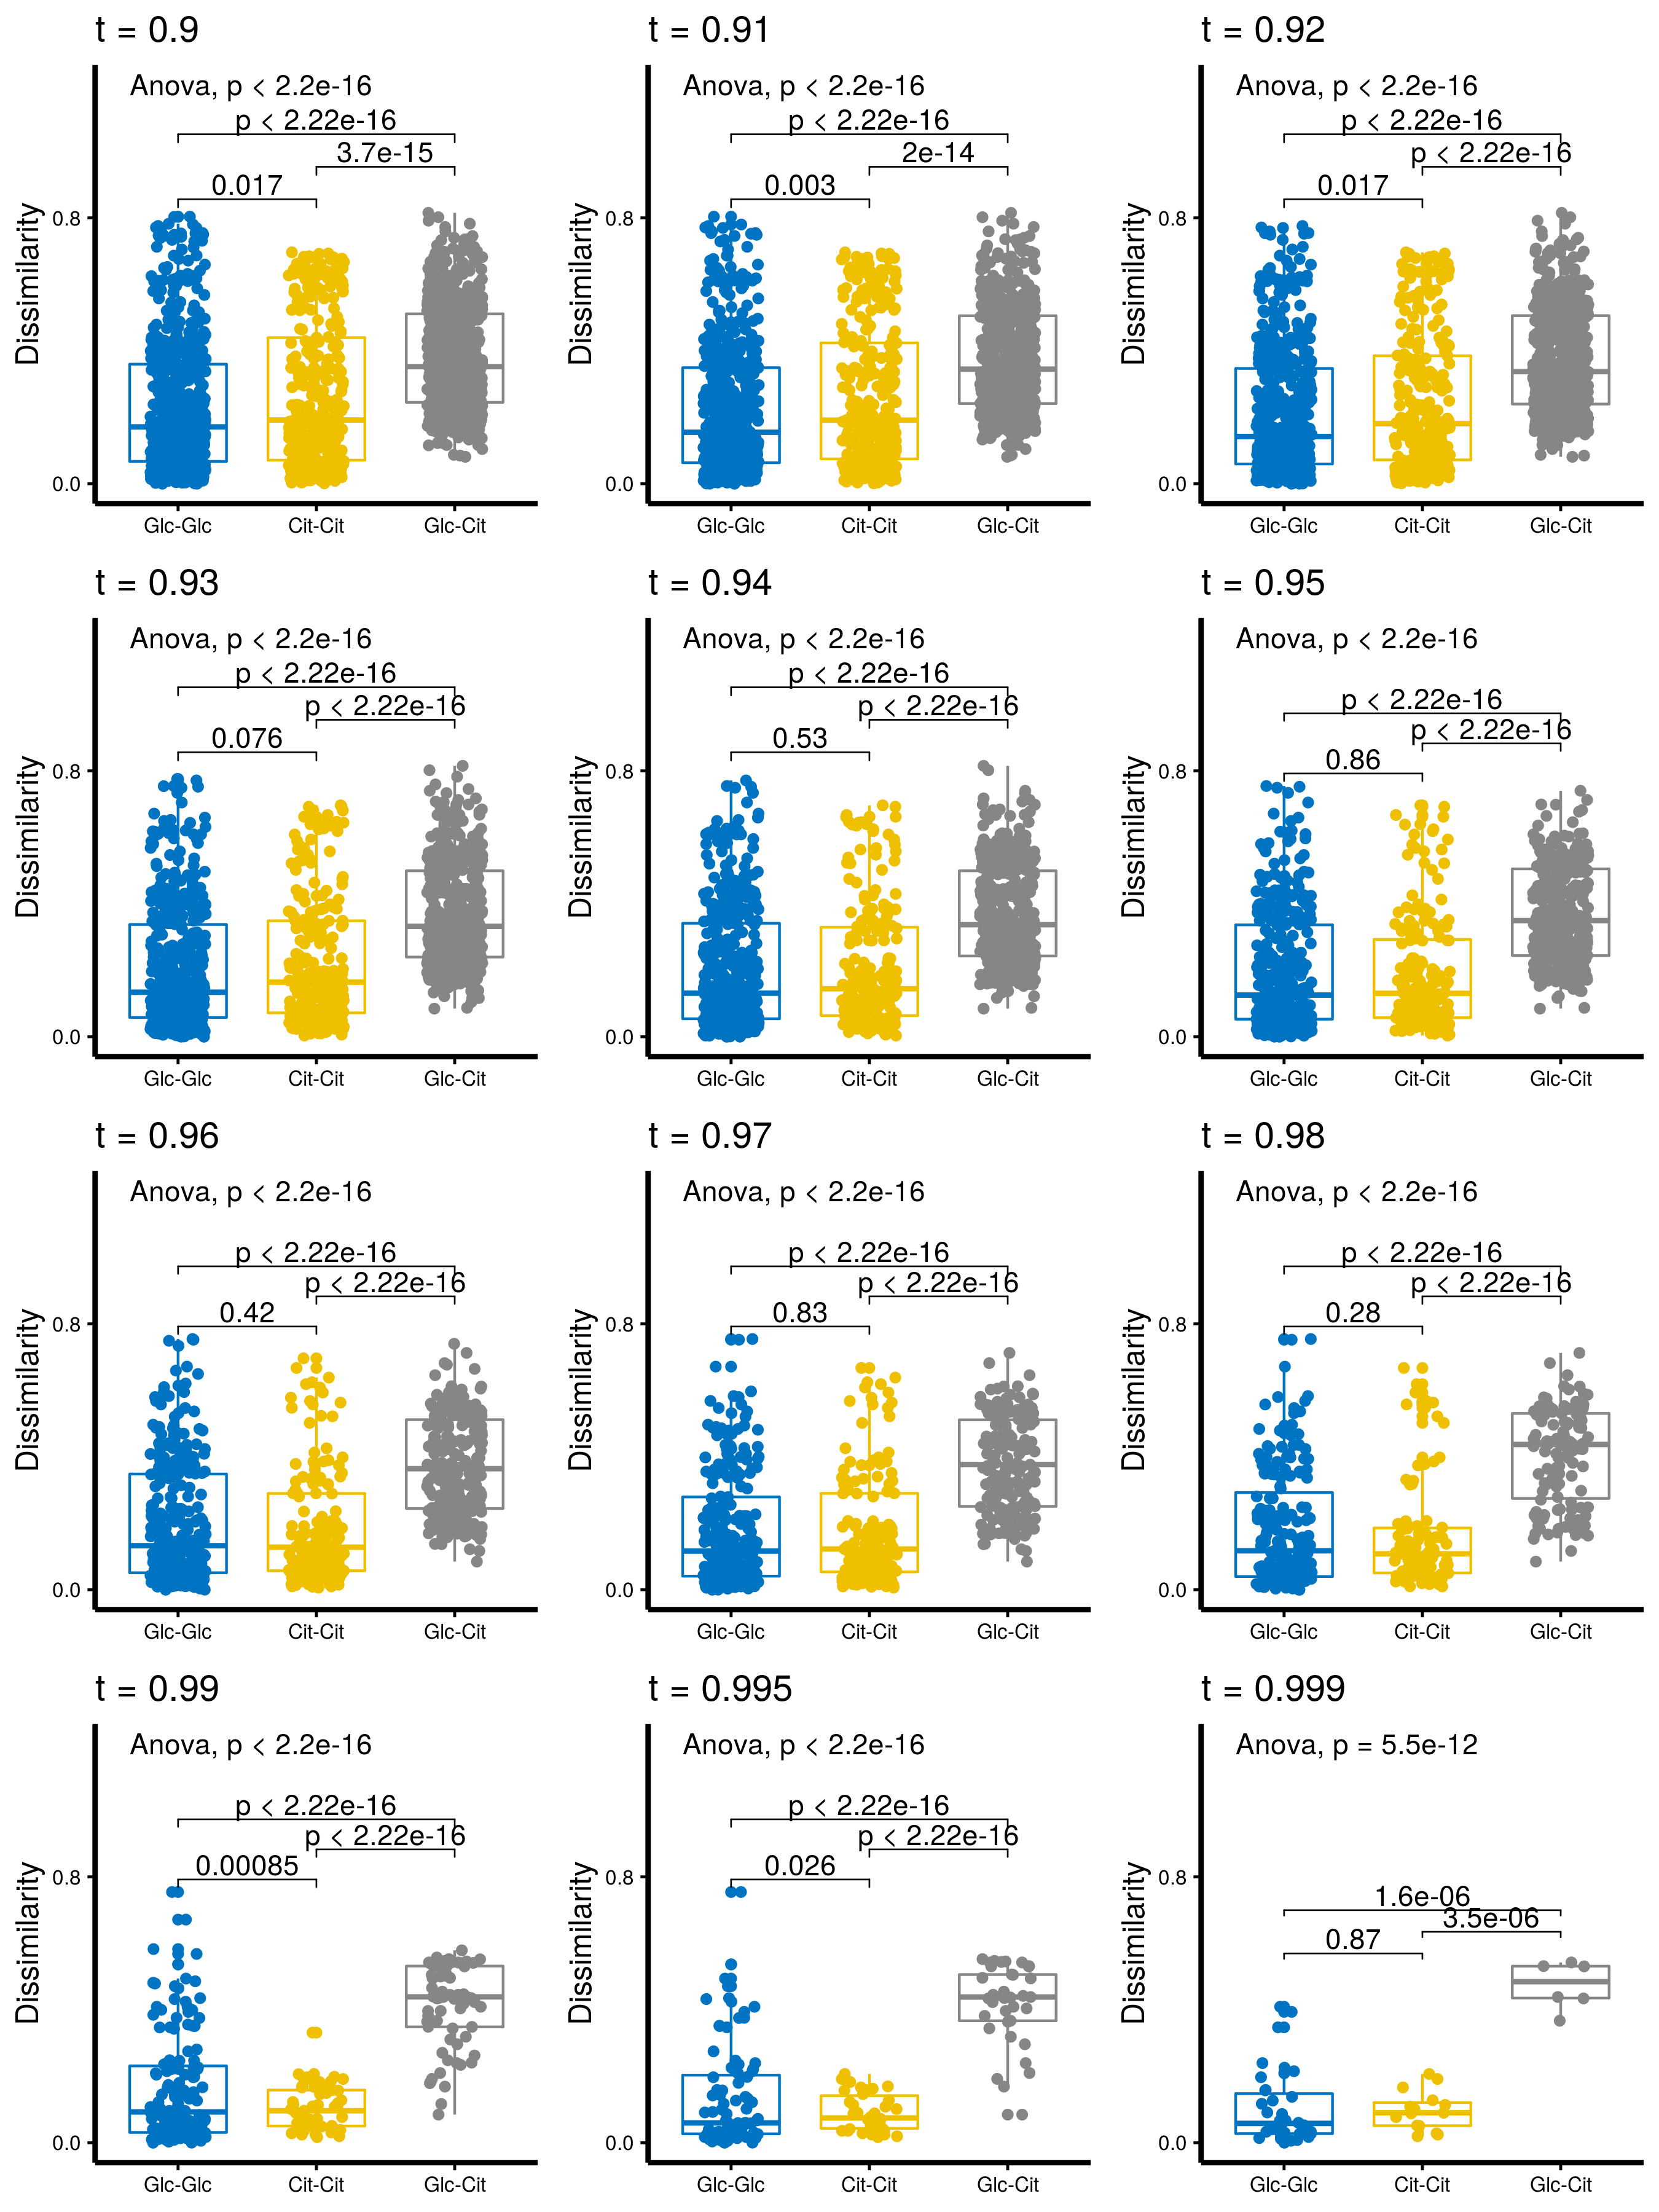 t = 0.9
Anova, p < 2.2e-16
p < 2.22e-16
3.7e-15
0.017
Dissimilarity
0.8
0.0
Glc-Glc Cit-Cit Glc-Cit
t = 0.91
Anova, p < 2.2e-16
p < 2.22e-16
2e-14
0.003
Dissimilarity
0.8
0.0
Glc-Glc Cit-Cit Glc-Cit
t = 0.92
Anova, p < 2.2e-16
p < 2.22e-16
p < 2.22e-16
0.017
Dissimilarity
0.8
0.0
Glc-Glc Cit-Cit Glc-Cit
t = 0.93
Anova, p < 2.2e-16
p < 2.22e-16
p < 2.22e-16
0.076
Dissimilarity
0.8
0.0
Glc-Glc Cit-Cit Glc-Cit
t = 0.94
Anova, p < 2.2e-16
p < 2.22e-16
p < 2.22e-16
0.53
Dissimilarity
0.8
0.0
Glc-Glc Cit-Cit Glc-Cit
t = 0.95
Anova, p < 2.2e-16
p < 2.22e-16
p < 2.22e-16
0.86
Dissimilarity
0.8
0.0
Glc-Glc Cit-Cit Glc-Cit
t = 0.96
Anova, p < 2.2e-16
p < 2.22e-16
p < 2.22e-16
0.42
Dissimilarity
0.8
0.0
Glc-Glc Cit-Cit Glc-Cit
t = 0.97
Anova, p < 2.2e-16
p < 2.22e-16
p < 2.22e-16
0.83
Dissimilarity
0.8
0.0
Glc-Glc Cit-Cit Glc-Cit
t = 0.98
Anova, p < 2.2e-16
p < 2.22e-16
p < 2.22e-16
0.28
Dissimilarity
0.8
0.0
Glc-Glc Cit-Cit Glc-Cit
t = 0.99
Anova, p < 2.2e-16
p < 2.22e-16
p < 2.22e-16
0.00085
Dissimilarity
0.8
0.0
Glc-Glc Cit-Cit Glc-Cit
t = 0.995
Anova, p < 2.2e-16
p < 2.22e-16
p < 2.22e-16
0.026
Dissimilarity
0.8
0.0
Glc-Glc Cit-Cit Glc-Cit
t = 0.999
Anova, p = 5.5e-12
1.6e-06
3.5e-06
0.87
Dissimilarity
0.8
0.0
Glc-Glc Cit-Cit Glc-Cit